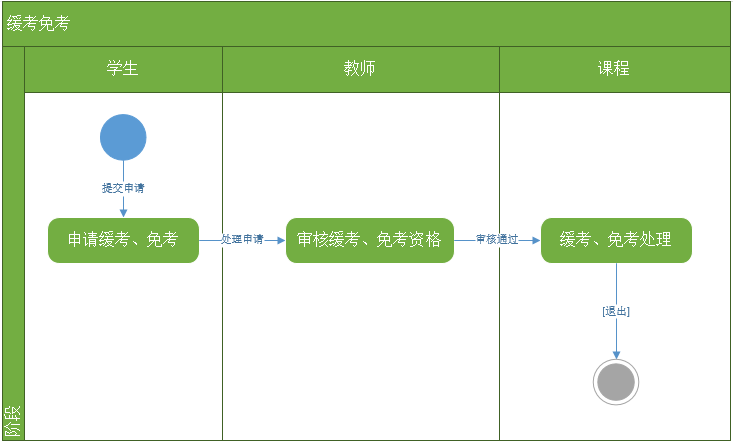 缓考免考
学生
教师
课程
提交申请
申请缓考、免考
处理申请
审核缓考、免考资格
审核通过
缓考、免考处理
[退出]
阶段